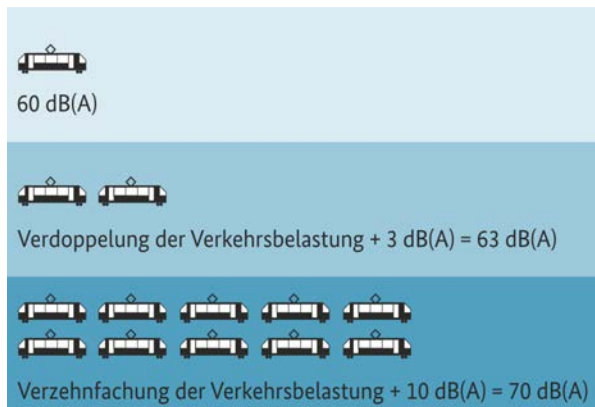 60 dB(A)
Verdoppelung der Verkehrsbelastung + 3 dB(A) = 63 dB(A)
Verzehnfachung der Verkehrsbelastung + 10 dB(A) = 70 dB(A)